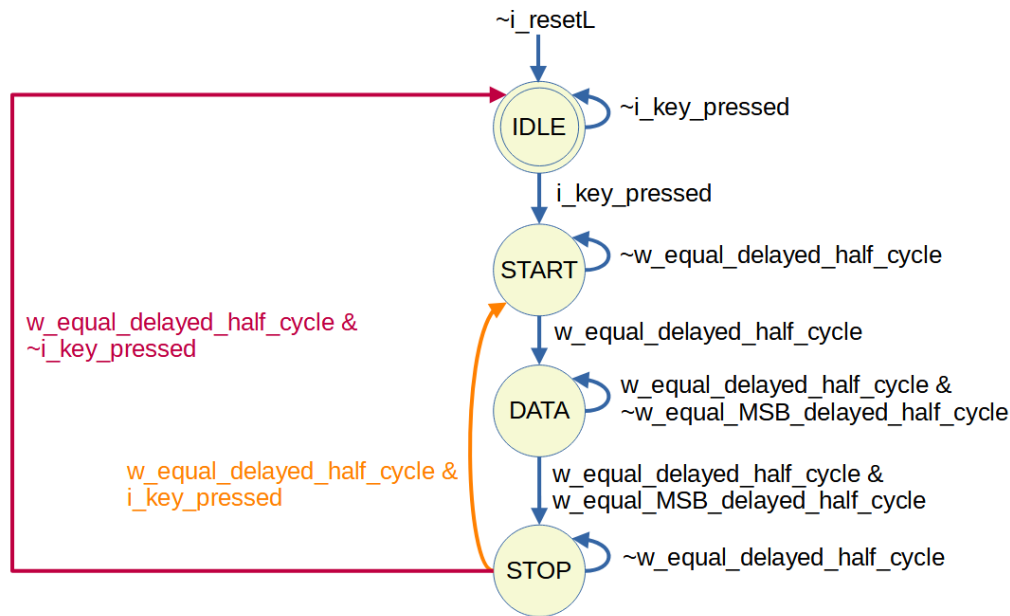 ~i_resetL
IDLE
~i_key_pressed
i_key_pressed
START
~w_equal_delayed_half_cycle
w_equal_delayed_half_cycle &
~i_key_pressed
w_equal_delayed_half_cycle
DATA
w_equal_delayed_half_cycle &
~w_equal_MSB_delayed_half_cycle
w_equal_delayed_half_cycle &
i_key_pressed
w_equal_delayed_half_cycle &
w_equal_MSB_delayed_half_cycle
STOP
~w_equal_delayed_half_cycle